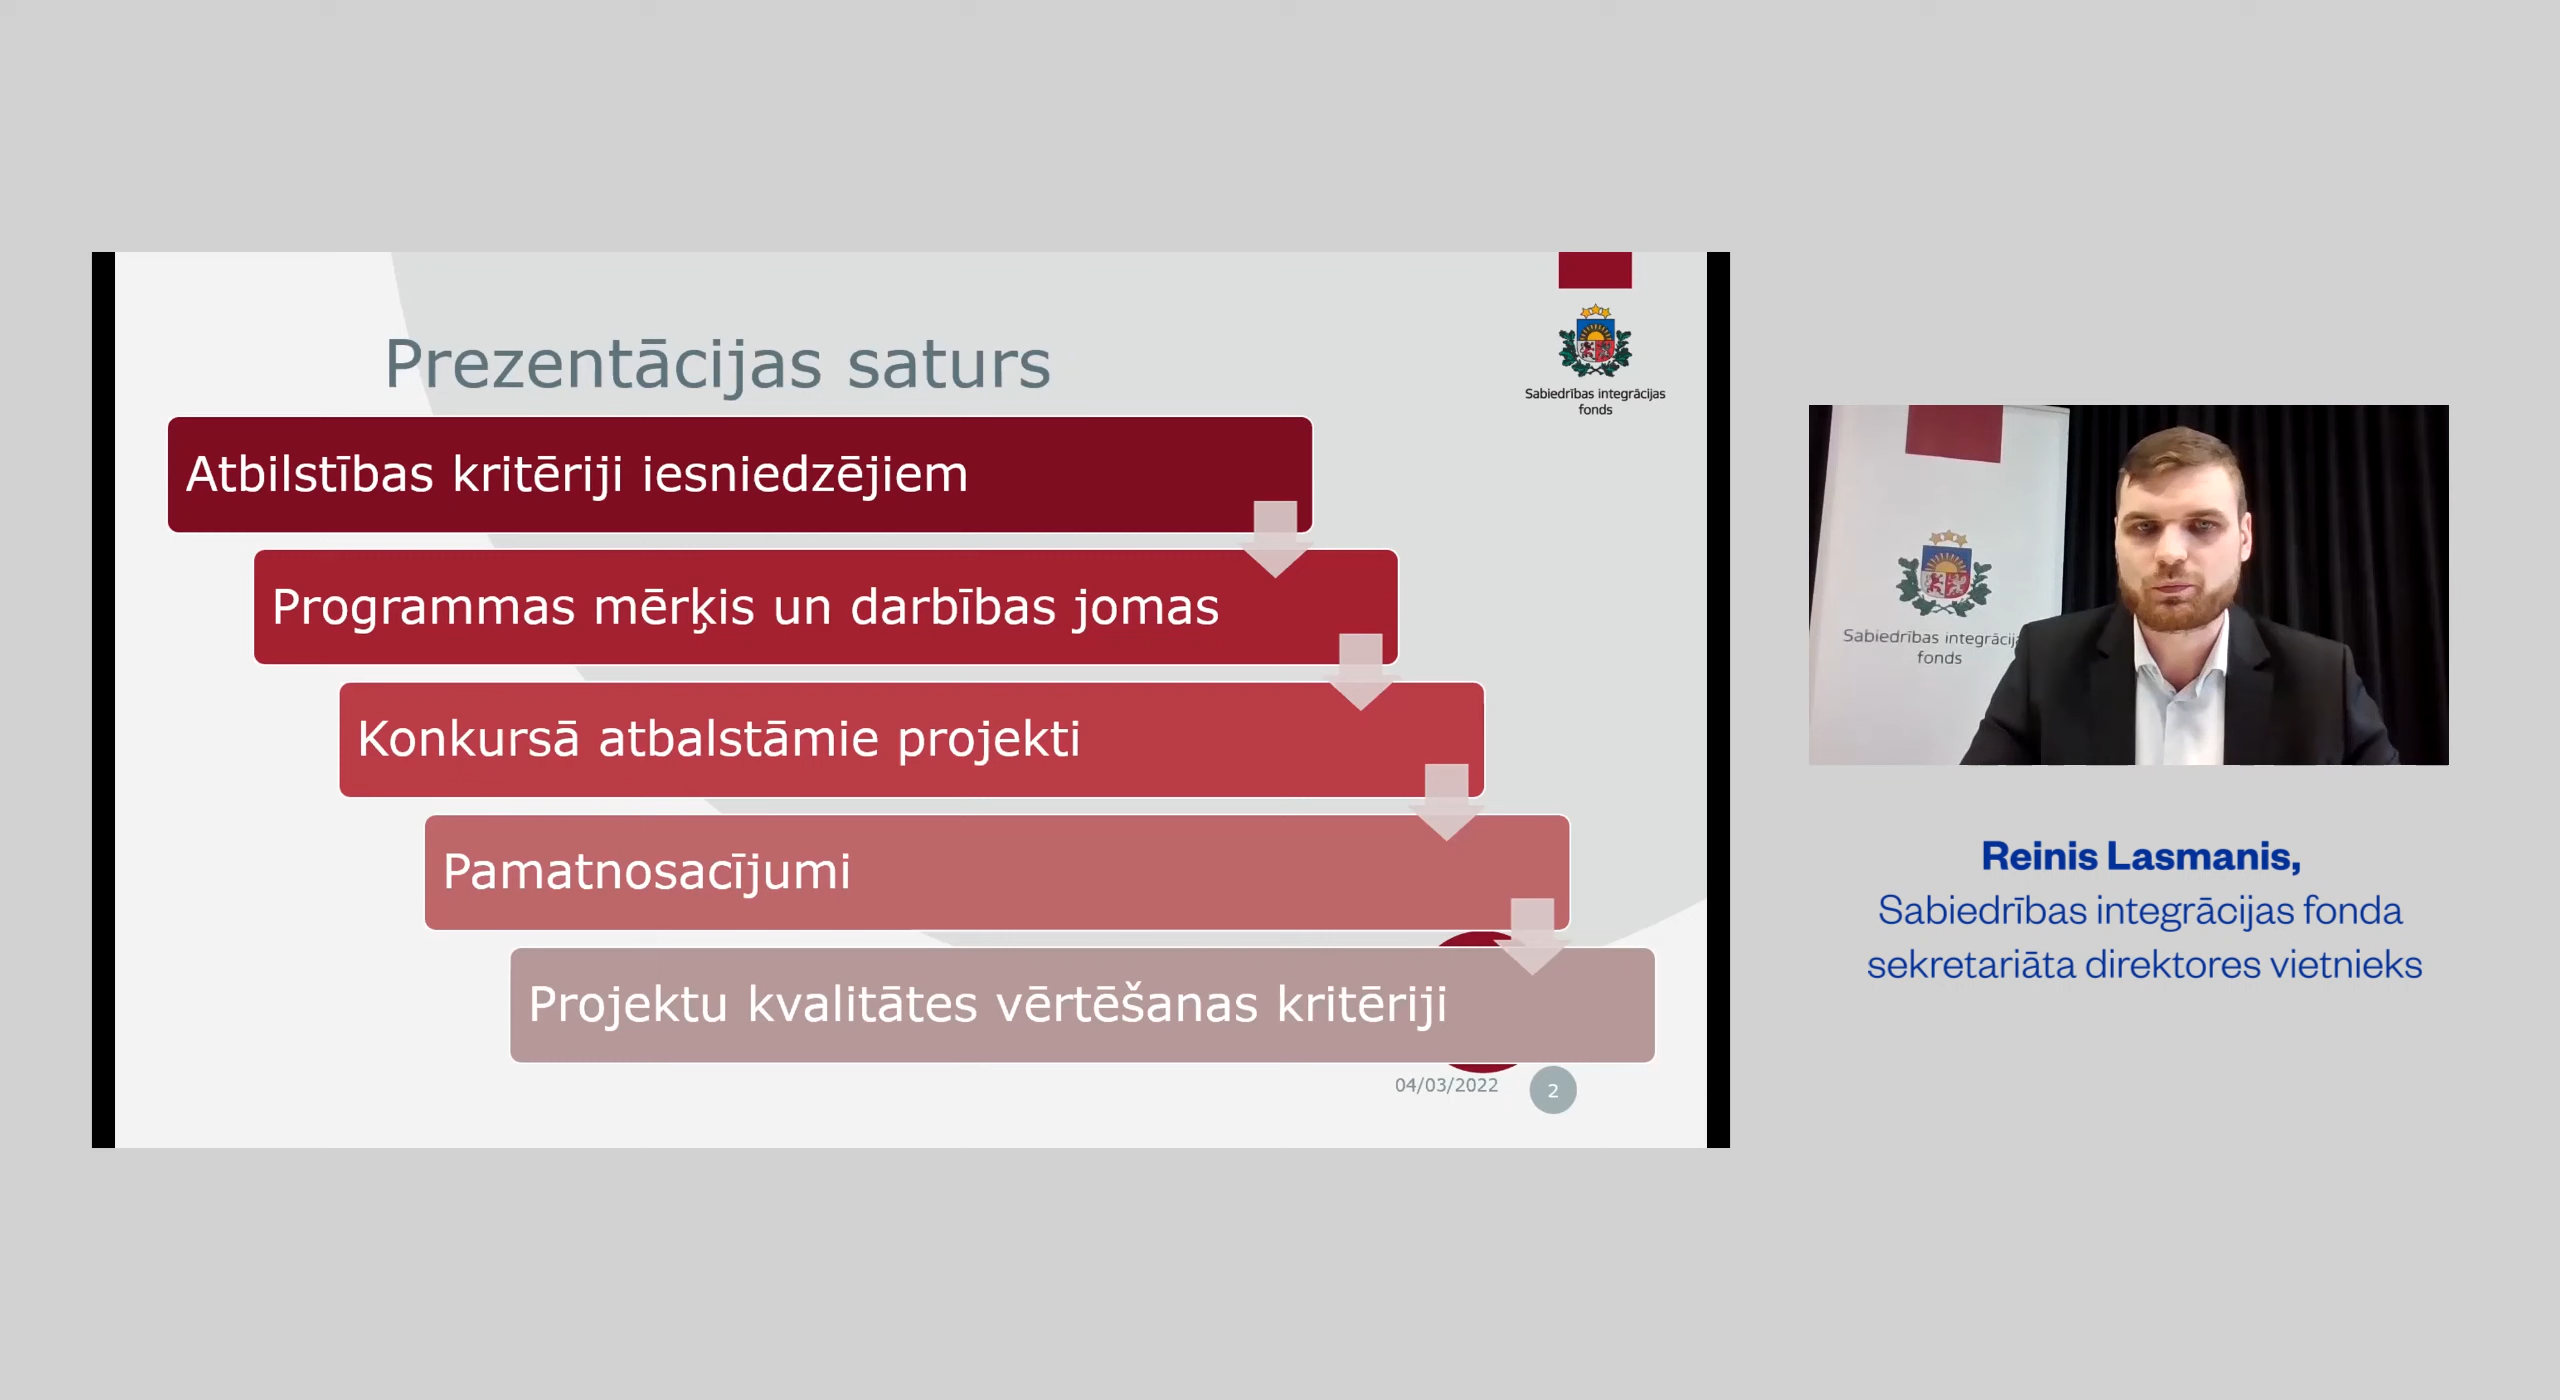 Prezentācijas saturs
Sabiedrības integrācijas
fonds
Atbilstības kritēriji iesniedzējiem
Programmas mērķis un darbības jomas
Konkursā atbalstāmie projekti
Pamatnosacījumi
Projektu kvalitātes vērtēšanas kritēriji
04/03/2022
2
Sabiedrības integrācij
fonds
Reinis Lasmanis,
Sabiedrības integrācijas fonda
sekretariāta direktores vietnieks